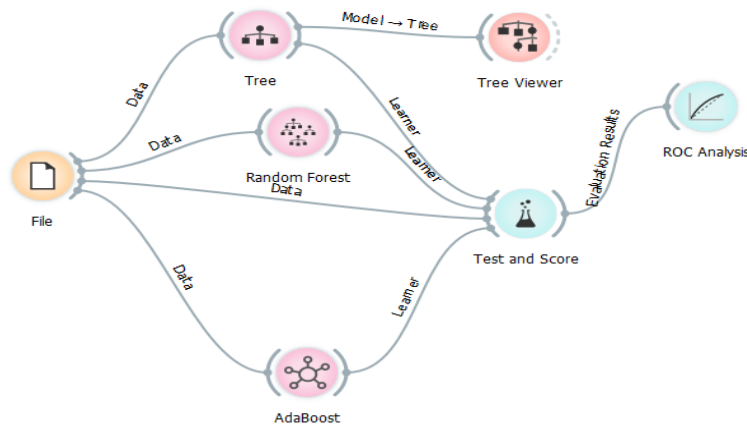 Model → Tree
Tree
Tree Viewer
Data
Learner
Evaluation Results
Data
Learner
ROC Analysis
Random Forest
Data
File
Test and Score
Data
Learner
AdaBoost